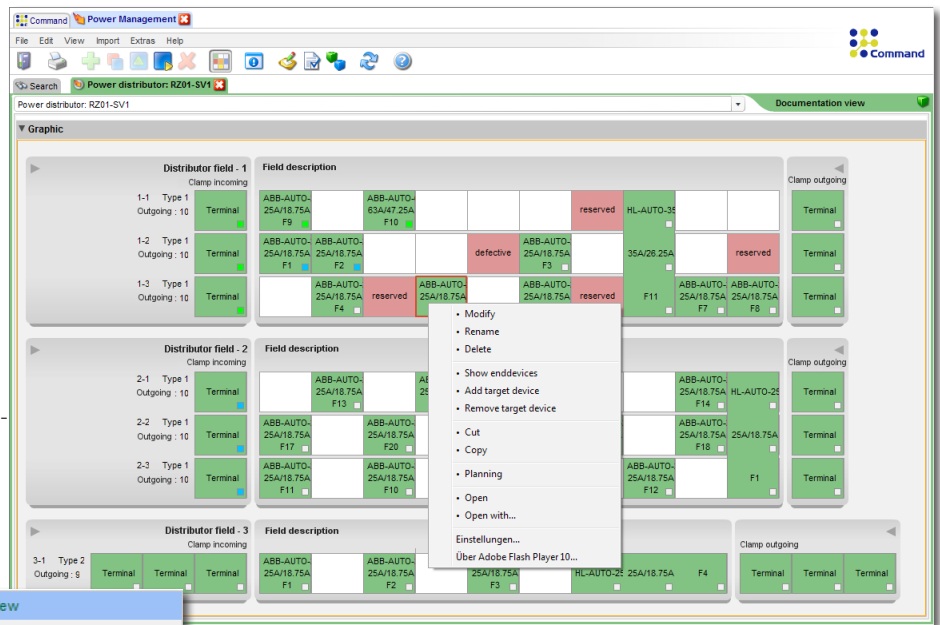 Command Power Management
File Edit View Import Extras Help
Command
Search Power distributor: RZ01-SV1
Power distributor: RZ01-SV1 Documentation view
Graphic
Distributor field - 1 Field description
Clamp incoming Clamp outgoing
1-1 Type 1 ABB-AUTO- ABB-AUTO-
Outgoing : 10 Terminal 25A/18.75A 63A/47.25A reserved HL-AUTO-35 Terminal
F9 F10
1-2 Type 1 ABB-AUTO- ABB-AUTO- ABB-AUTO-
Outgoing : 10 Terminal 25A/18.75A 25A/18.75A defective 25A/18.75A 35A/26.25A reserved Terminal
F1 F2 F3
1-3 Type 1 ABB-AUTO- ABB-AUTO- ABB-AUTO- ABB-AUTO- ABB-AUTO-
Outgoing : 10 Terminal 25A/18.75A reserved 25A/18.75A 25A/18.75A reserved F11 25A/18.75A 25A/18.75A Terminal
F4 F7 F8
Modify
Rename
Delete
Show enddevices
Add target device
Remove target device
Cut
Copy
Planning
Open
Open with...
Einstellungen...
Über Adobe Flash Player 10...
Distributor field - 2 Field description
Clamp incoming Clamp outgoing
2-1 Type 1 ABB-AUTO- ABB-AUTO-
Outgoing : 10 Terminal 25A/18.75A 25A/18.75A HL-AUTO-25 Terminal
F13 F14
2-2 Type 1 ABB-AUTO- ABB-AUTO- ABB-AUTO-
Outgoing : 10 Terminal 25A/18.75A 25A/18.75A 25A/18.75A 25A/18.75A Terminal
F17 F20 F18
2-3 Type 1 ABB-AUTO- ABB-AUTO- ABB-AUTO-
Outgoing : 10 Terminal 25A/18.75A 25A/18.75A 25A/18.75A F1 Terminal
F11 F10 F12
Distributor field - 3 Field description
Clamp incoming Clamp outgoing
3-1 Type 2 ABB-AUTO- ABB-AUTO-
Outgoing : 9 Terminal Terminal Terminal 25A/18.75A 25A/18.75A 25A/18.75A HL-AUTO-25 25A/18.75A F4 Terminal Terminal Terminal
F1 F2 F3